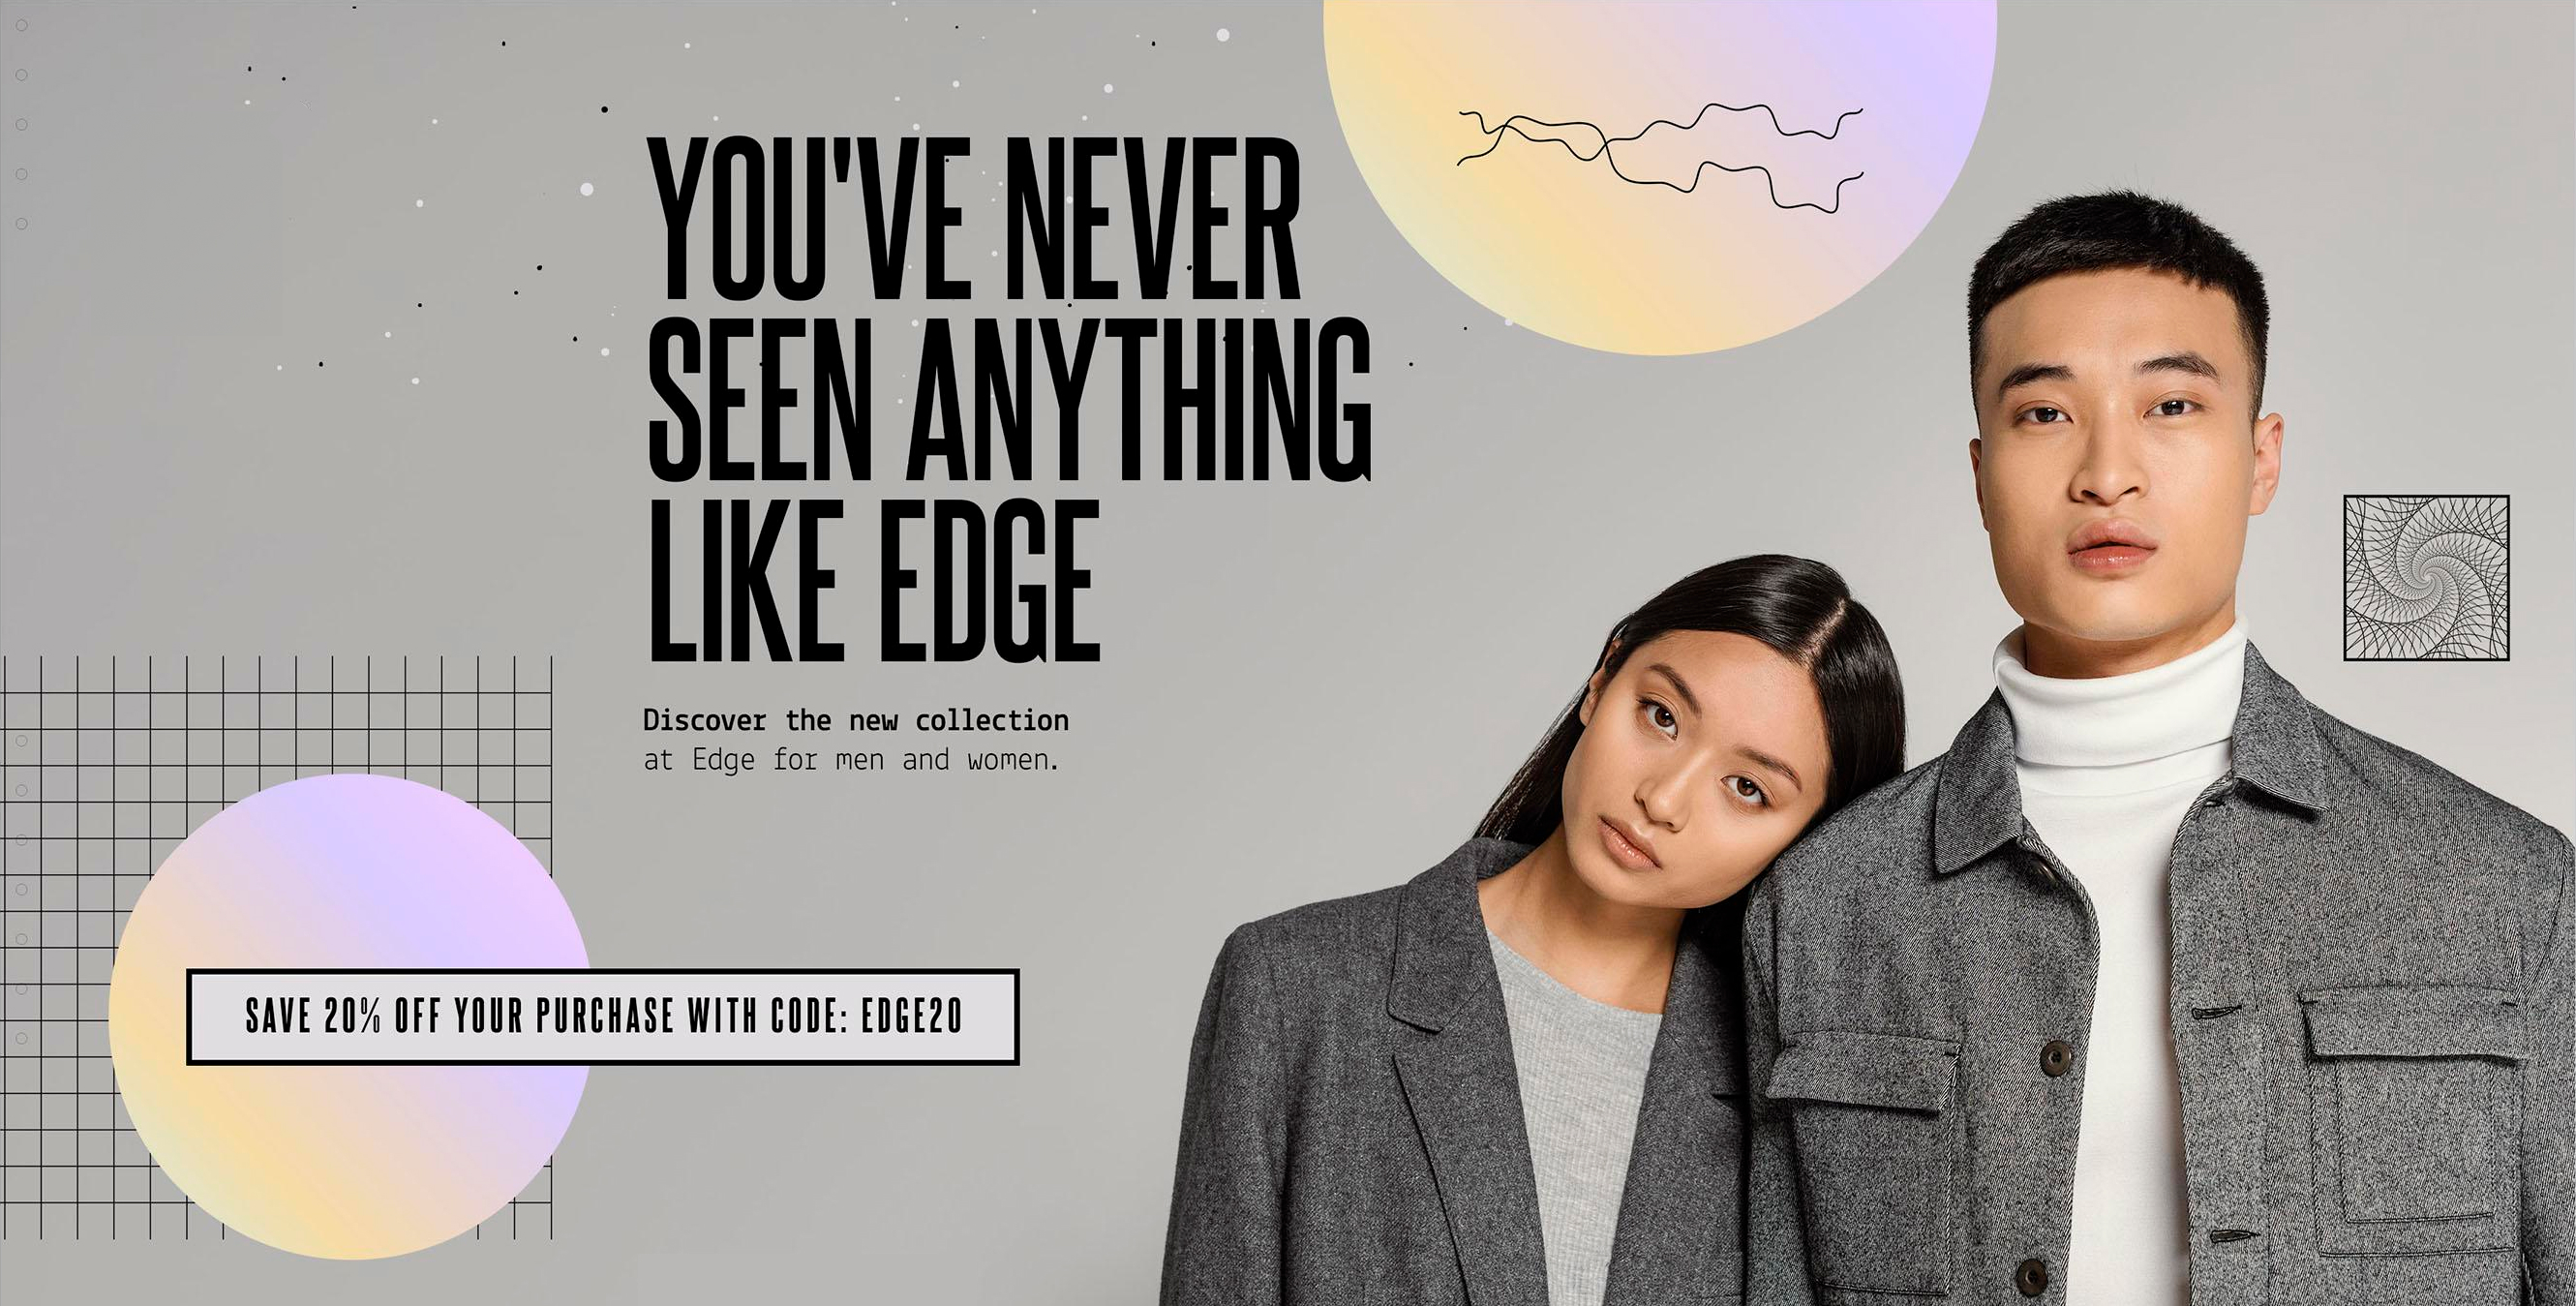 YOU'VE NEVER
SEEN ANYTHING
LIKE EDGE
Discover the new collection
at Edge for men and women.
SAVE 20% OFF YOUR PURCHASE WITH CODE: EDGE20